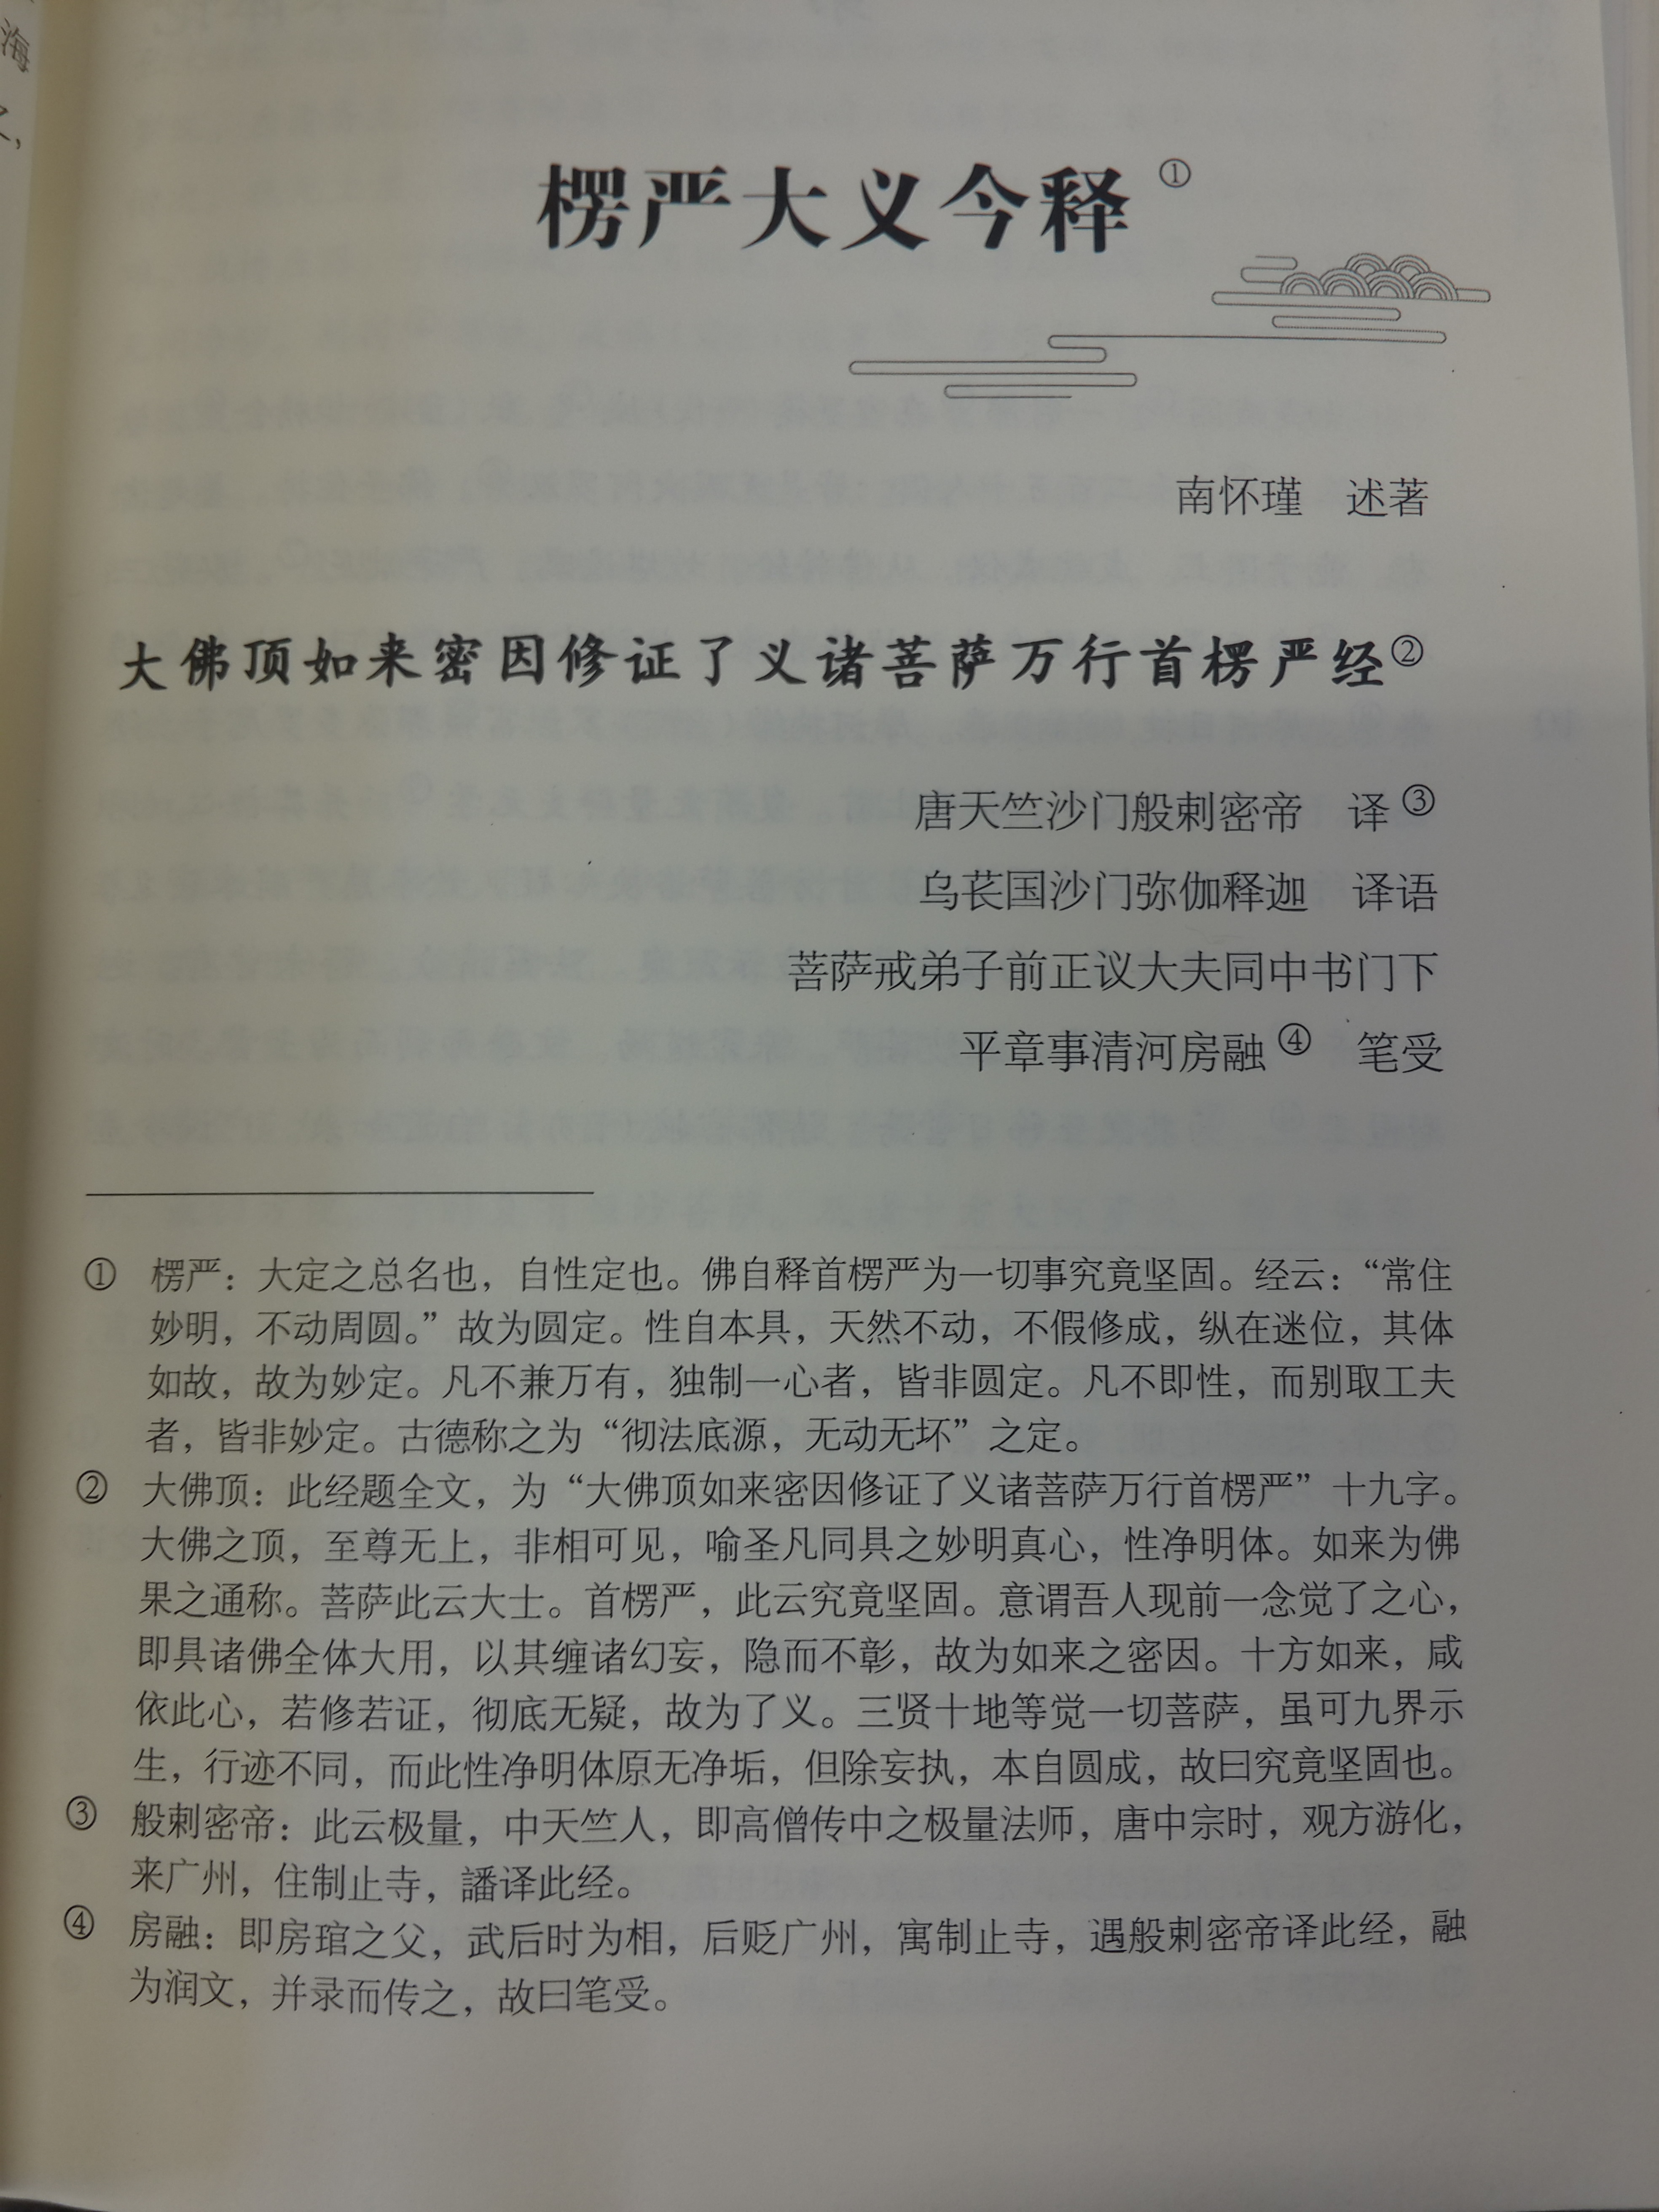 海
楞严大义今释①
南怀瑾 述著
大佛顶如来密因修证了义诸菩萨万行首楞严经②
唐天竺沙门般剌密帝 译③
乌苌国沙门弥伽释迦 译语
菩萨戒弟子前正议大夫同中书门下
平章事清河房融④ 笔受
① 楞严：大定之总名也，自性定也。佛自释首楞严为一切事究竟坚固。经云：“常住
妙明，不动周圆。”故为圆定。性自本具，天然不动，不假修成，纵在迷位，其体
如故，故为妙定。凡不兼万有，独制一心者，皆非圆定。凡不即性，而别取工夫
者，皆非妙定。古德称之为“彻法底源，无动无坏”之定。
② 大佛顶：此经题全文，为“大佛顶如来密因修证了义诸菩萨万行首楞严”十九字。
大佛之顶，至尊无上，非相可见，喻圣凡同具之妙明真心，性净明体。如来为佛
果之通称。菩萨此云大士。首楞严，此云究竟坚固。意谓吾人现前一念觉了之心，
即具诸佛全体大用，以其缠诸幻妄，隐而不彰，故为如来之密因。十方如来，咸
依此心，若修若证，彻底无疑，故为了义。三贤十地等觉一切菩萨，虽可九界示
生，行迹不同，而此性净明体原无净垢，但除妄执，本自圆成，故曰究竟坚固也。
③ 般剌密帝：此云极量，中天竺人，即高僧传中之极量法师，唐中宗时，观方游化，
来广州，住制止寺，譒译此经。
④ 房融：即房琯之父，武后时为相，后贬广州，寓制止寺，遇般剌密帝译此经，融
为润文，并录而传之，故曰笔受。